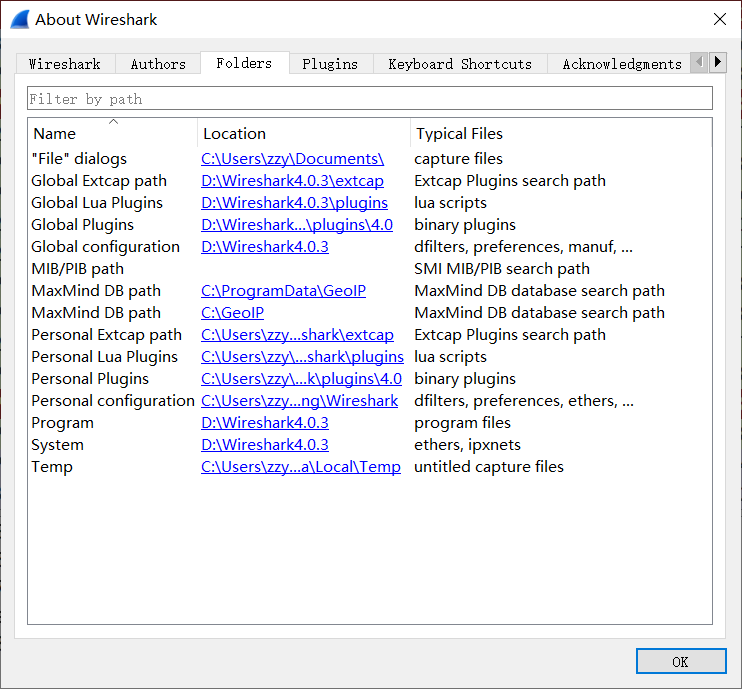 About Wireshark
Wireshark Authors Folders Plugins Keyboard Shortcuts Acknowledgments
Filter by path
Name Location Typical Files
"File" dialogs C:\Users\zzy\Documents\ capture files
Global Extcap path D:\Wireshark4.0.3\extcap Extcap Plugins search path
Global Lua Plugins D:\Wireshark4.0.3\plugins lua scripts
Global Plugins D:\Wireshark...\plugins\4.0 binary plugins
Global configuration D:\Wireshark4.0.3 dfilters, preferences, manuf, ...
MIB/PIB path SMI MIB/PIB search path
MaxMind DB path C:\ProgramData\GeoIP MaxMind DB database search path
MaxMind DB path C:\GeoIP MaxMind DB database search path
Personal Extcap path C:\Users\zzy...shark\extcap Extcap Plugins search path
Personal Lua Plugins C:\Users\zzy\...shark\plugins lua scripts
Personal Plugins C:\Users\zzy\...k\plugins\4.0 binary plugins
Personal configuration C:\Users\zzy...ng\Wireshark dfilters, preferences, ethers, ...
Program D:\Wireshark4.0.3 program files
System D:\Wireshark4.0.3 ethers, ipxnets
Temp C:\Users\zzy...a\Local\Temp untitled capture files
OK